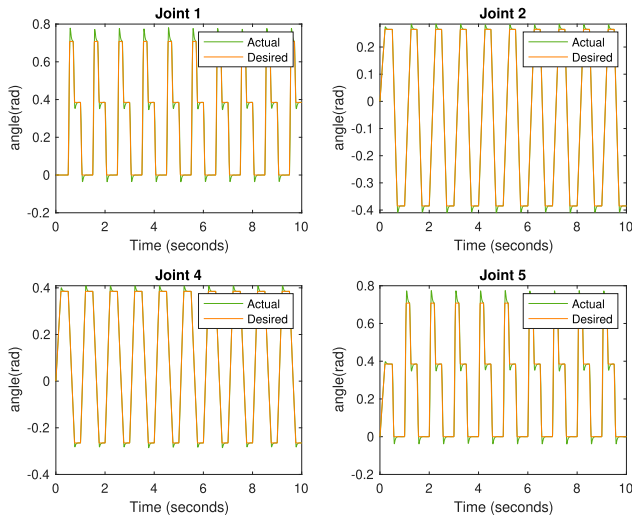 Joint 1
0.8
0.6
0.4
0.2
0
-0.2
angle(rad)
0 2 4 6 8 10
Time (seconds)
Actual
Desired
Joint 2
0.2
0.1
0
-0.1
-0.2
-0.3
-0.4
angle(rad)
0 2 4 6 8 10
Time (seconds)
Actual
Desired
Joint 4
0.4
0.2
0
-0.2
-0.4
angle(rad)
0 2 4 6 8 10
Time (seconds)
Actual
Desired
Joint 5
0.8
0.6
0.4
0.2
0
-0.2
angle(rad)
0 2 4 6 8 10
Time (seconds)
Actual
Desired